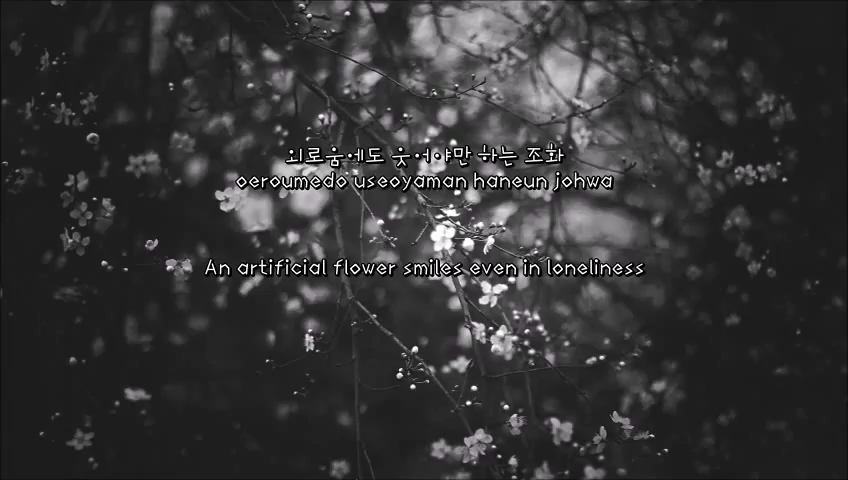 외로움에도 웃어야만 하는 조화
oeroumedo useoyaman haneun johwa
An artificial flower smiles even in loneliness